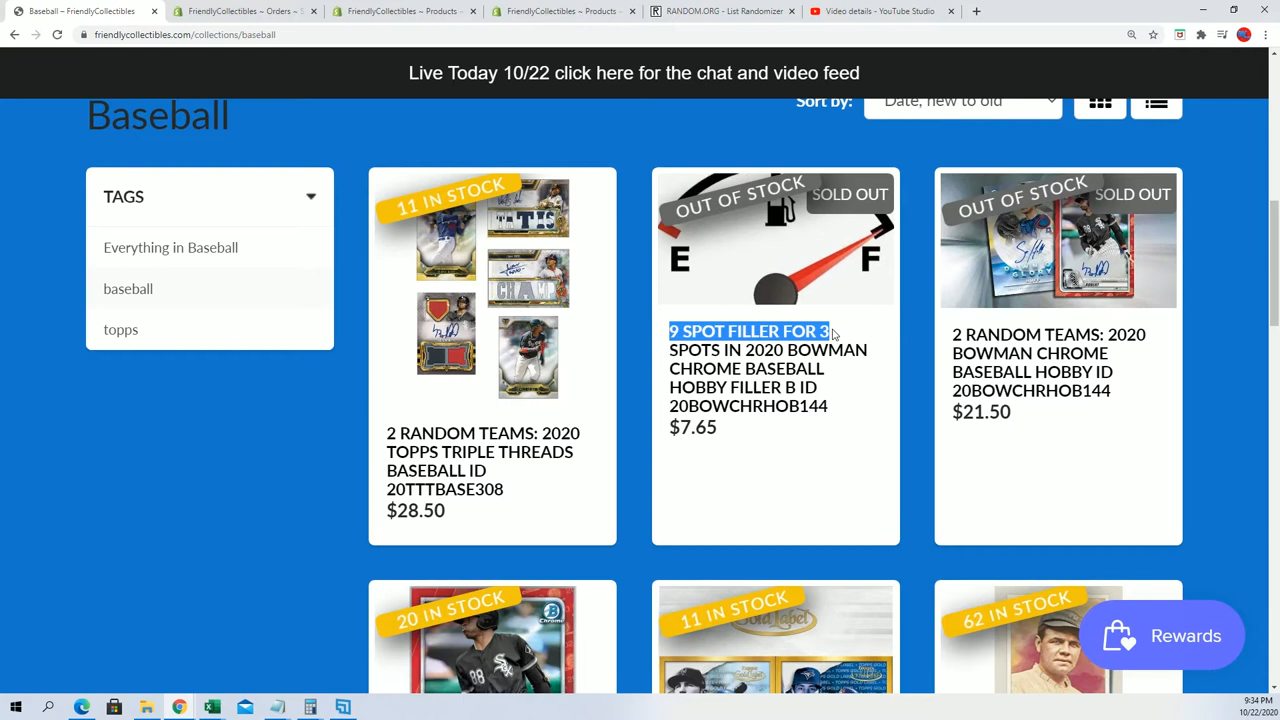 Baseball ~ FriendlyCollectibles
FriendlyCollectibles ~ Orders ~ S
FriendlyCollectibles ~ Products ~
FriendlyCollectibles ~ Products ~
RANDOM.ORG - List Randomizer
Video details - YouTube Studio
friendlycollectibles.com/collections/baseball
Live Today 10/22 click here for the chat and video feed
Baseball
Sort by:
Date, new to old
TAGS
Everything in Baseball
baseball
topps
11 IN STOCK
2 RANDOM TEAMS: 2020
TOPPS TRIPLE THREADS
BASEBALL ID
20TTTBASE308
$28.50
OUT OF STOCK
SOLD OUT
E
F
9 SPOT FILLER FOR 3
SPOTS IN 2020 BOWMAN
CHROME BASEBALL
HOBBY FILLER B ID
20BOWCHRHOB144
$7.65
OUT OF STOCK
SOLD OUT
2 RANDOM TEAMS: 2020
BOWMAN CHROME
BASEBALL HOBBY ID
20BOWCHRHOB144
$21.50
20 IN STOCK
11 IN STOCK
Gold Label
62 IN STOCK
Rewards
9:34 PM
10/22/2020